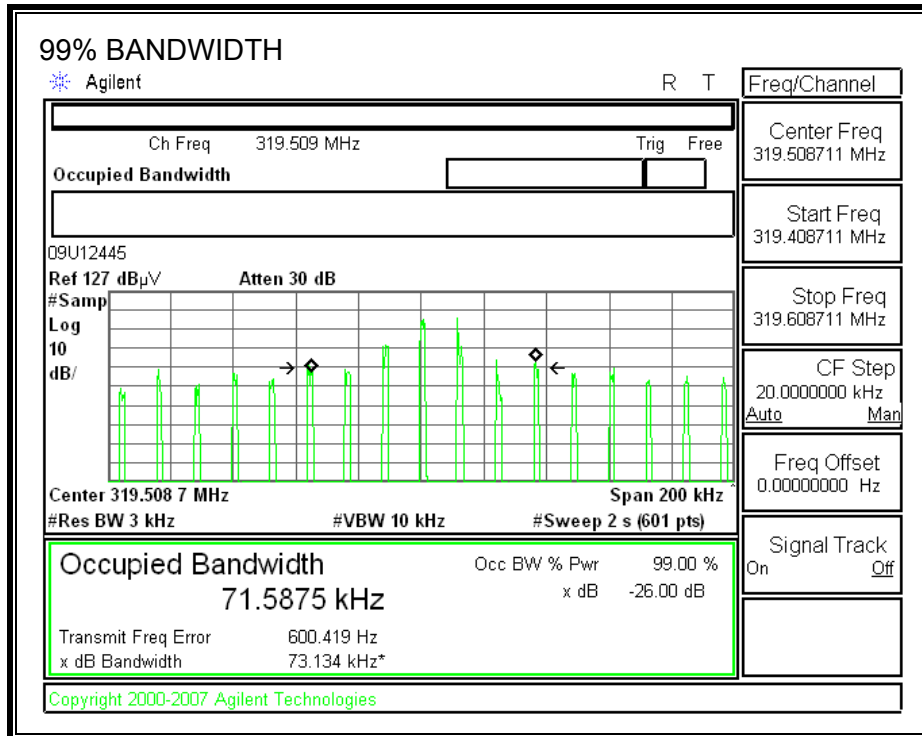 99% BANDWIDTH
Agilent R T
Freq/Channel
Ch Freq 319.509 MHz Trig Free
Occupied Bandwidth
Center Freq
319.508711 MHz
Start Freq
319.408711 MHz
Stop Freq
319.608711 MHz
CF Step
20.0000000 kHz
Auto Man
Freq Offset
0.00000000 Hz
Signal Track
On Off
09U12445
Ref 127 dBµV Atten 30 dB
#Samp
Log
10
dB/
Center 319.508 7 MHz Span 200 kHz
#Res BW 3 kHz #VBW 10 kHz #Sweep 2 s (601 pts)
Occupied Bandwidth Occ BW % Pwr 99.00 %
71.5875 kHz x dB -26.00 dB
Transmit Freq Error 600.419 Hz
x dB Bandwidth 73.134 kHz*
Copyright 2000-2007 Agilent Technologies